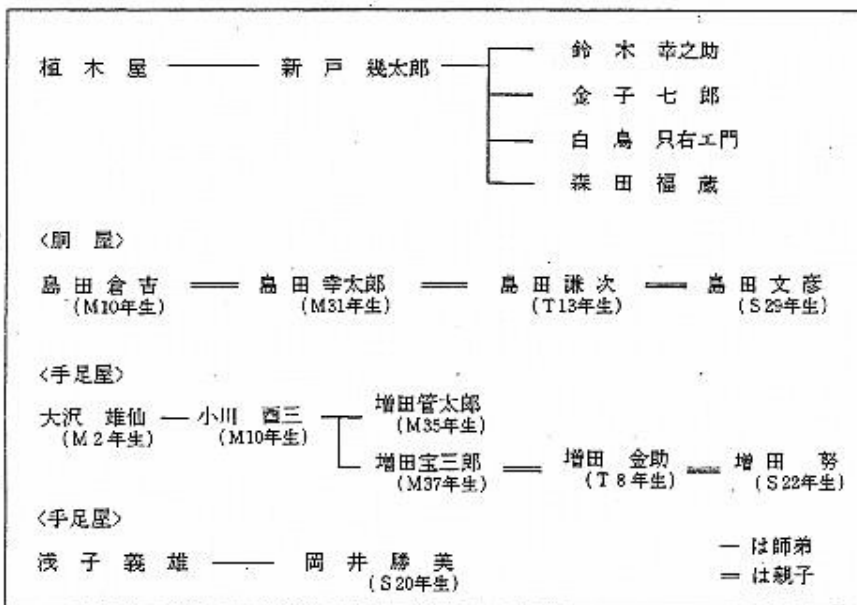 植木屋 新戸 幾太郎 鈴木 幸之助
金子 七郎
白鳥 只右エ門
森田 福蔵
〈胴屋〉
島田倉吉 島田幸太郎 島田謙次 島田文彦
(M10年生) (M31年生) (T13年生) (S29年生)
〈手足屋〉
大沢 雄仙 小川 酉三 増田管太郎
(M2年生) (M10年生) (M35年生)
増田宝三郎 増田 金助 増田 努
(M37年生) (T8年生) (S22年生)
〈手足屋〉
浅子義雄 岡井勝美
(S20年生)
— は師弟
= は親子